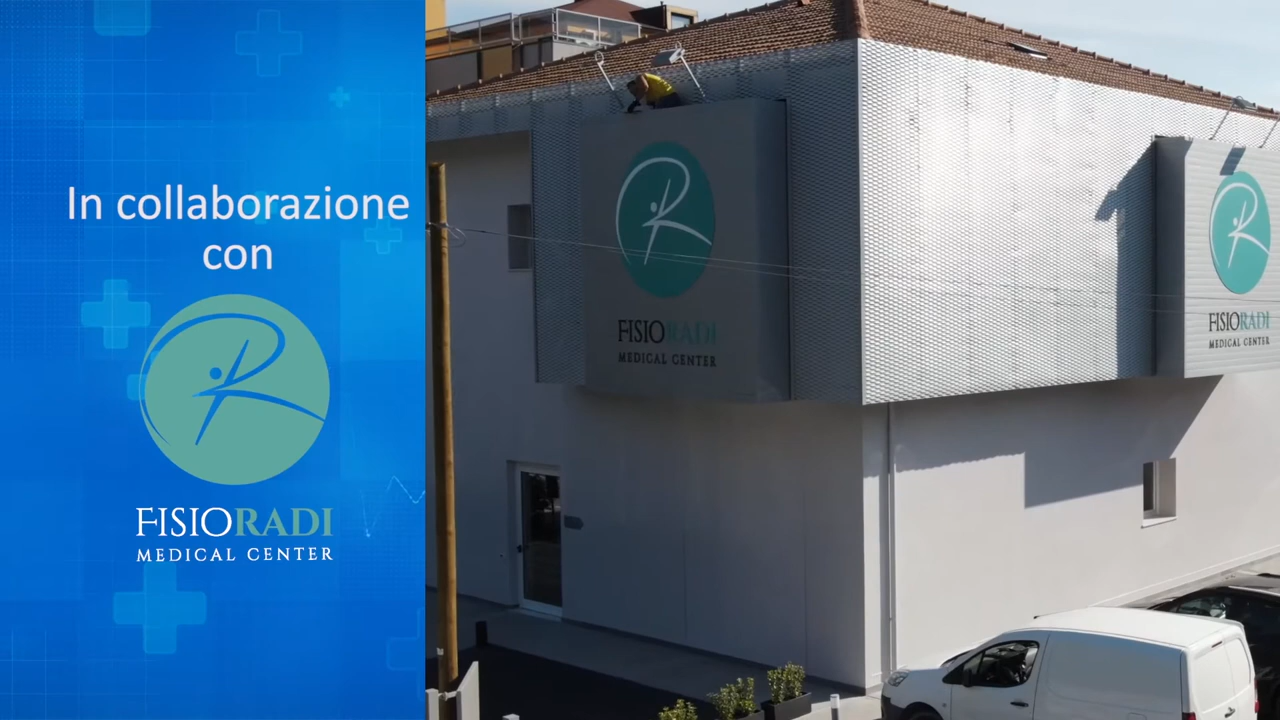 In collaborazione
con
FISIORADI
MEDICAL CENTER
FISIORADI
MEDICAL CENTER
FISIORADI
MEDICAL CENTER